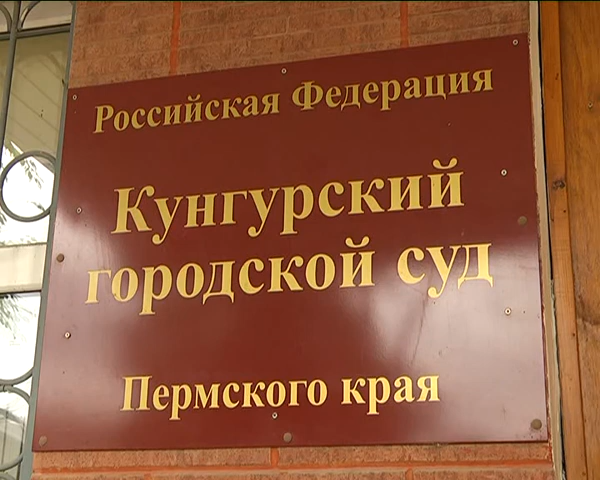 Российская Федерация
Кунгурский
городской суд
Пермского края